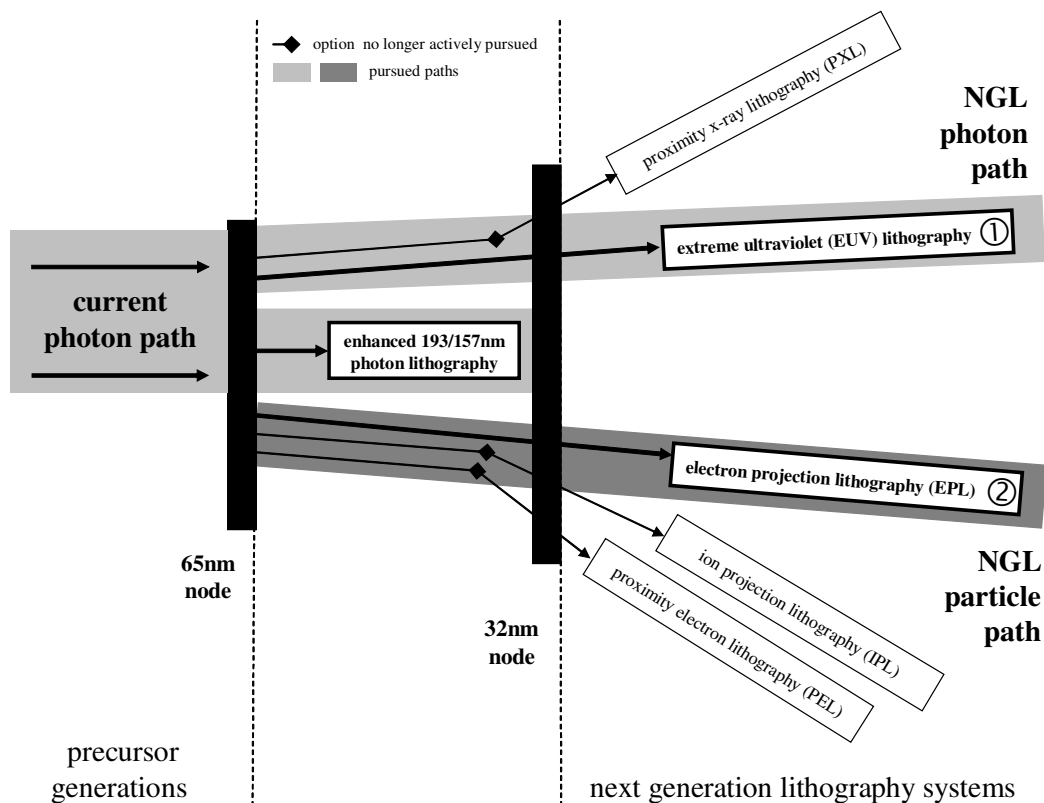 option no longer actively pursued
pursued paths
proximity x-ray lithography (PXL)
NGL
photon
path
extreme ultraviolet (EUV) lithography ①
current
photon path
enhanced 193/157nm
photon lithography
electron projection lithography (EPL) ②
65nm
node
32nm
node
ion projection lithography (IPL)
proximity electron lithography (PEL)
NGL
particle
path
precursor
generations
next generation lithography systems